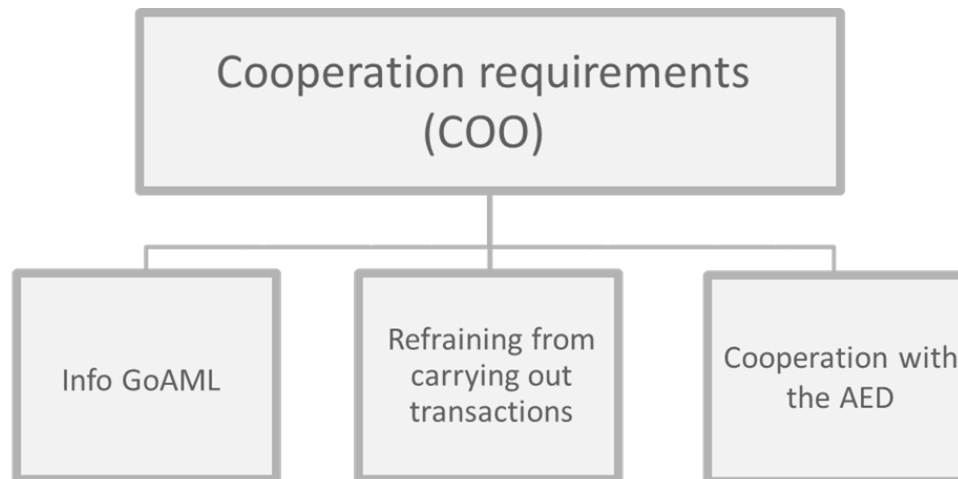 Cooperation requirements
(COO)
Info GoAML
Refraining from
carrying out
transactions
Cooperation with
the AED